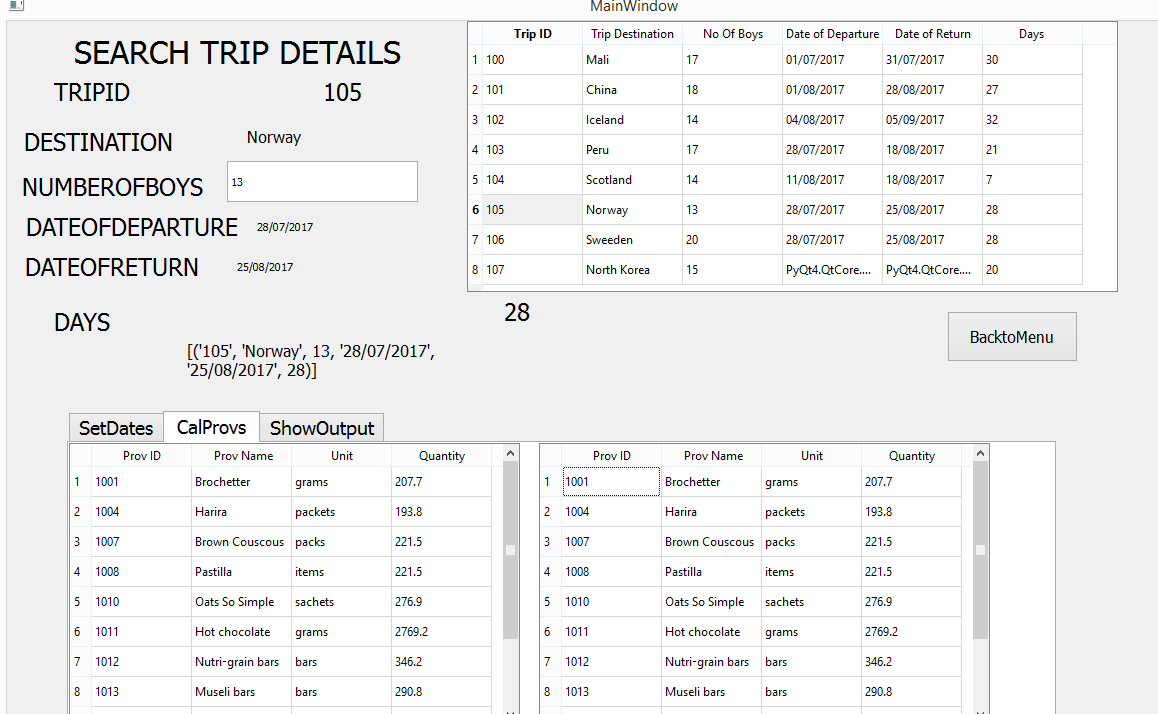 MainWindow
SEARCH TRIP DETAILS
TRIPID 105
DESTINATION Norway
NUMBEROFBOYS 13
DATEOFDEPARTURE 28/07/2017
DATEOFRETURN 25/08/2017
DAYS 28
[('105', 'Norway', 13, '28/07/2017',
'25/08/2017', 28)]
Trip ID Trip Destination No Of Boys Date of Departure Date of Return Days
1 100 Mali 17 01/07/2017 31/07/2017 30
2 101 China 18 01/08/2017 28/08/2017 27
3 102 Iceland 14 04/08/2017 05/09/2017 32
4 103 Peru 17 28/07/2017 18/08/2017 21
5 104 Scotland 14 11/08/2017 18/08/2017 7
6 105 Norway 13 28/07/2017 25/08/2017 28
7 106 Sweeden 20 28/07/2017 25/08/2017 28
8 107 North Korea 15 PyQt4.QtCore.... PyQt4.QtCore.... 20
BacktoMenu
SetDates CalProvs ShowOutput
Prov ID Prov Name Unit Quantity
1 1001 Brochetter grams 207.7
2 1004 Harira packets 193.8
3 1007 Brown Couscous packs 221.5
4 1008 Pastilla items 221.5
5 1010 Oats So Simple sachets 276.9
6 1011 Hot chocolate grams 2769.2
7 1012 Nutri-grain bars bars 346.2
8 1013 Museli bars bars 290.8
Prov ID Prov Name Unit Quantity
1 1001 Brochetter grams 207.7
2 1004 Harira packets 193.8
3 1007 Brown Couscous packs 221.5
4 1008 Pastilla items 221.5
5 1010 Oats So Simple sachets 276.9
6 1011 Hot chocolate grams 2769.2
7 1012 Nutri-grain bars bars 346.2
8 1013 Museli bars bars 290.8